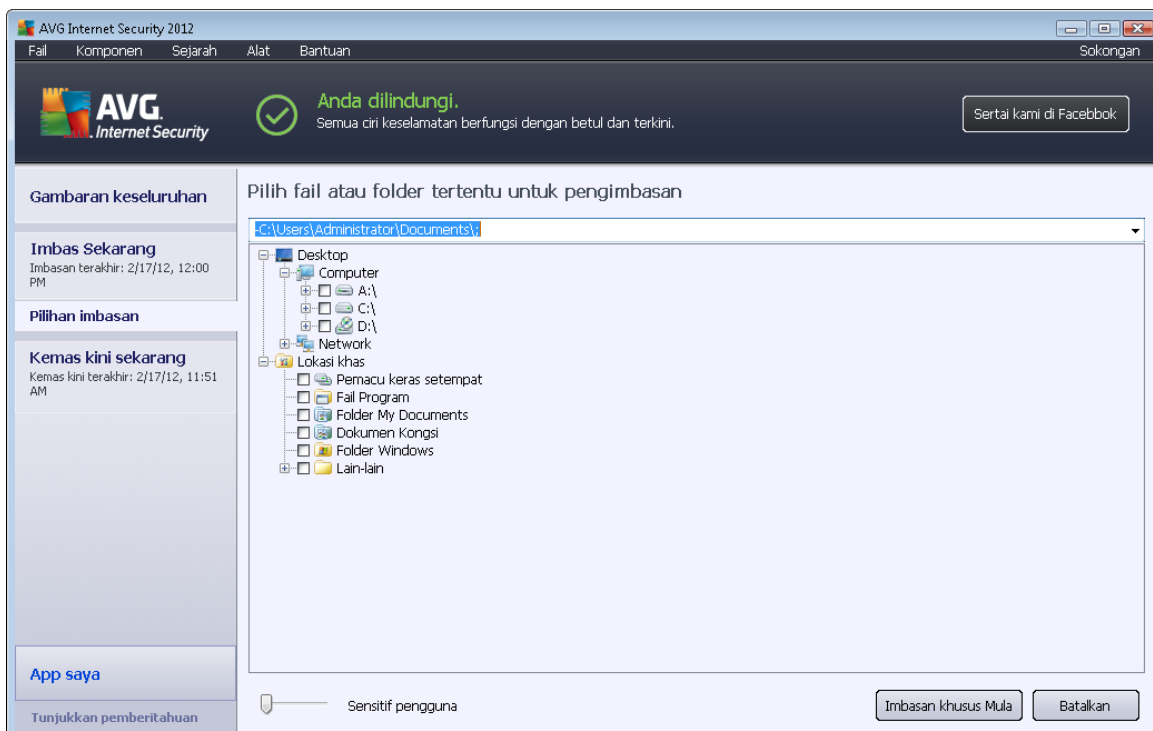 AVG Internet Security 2012
Fail Komponen Sejarah Alat Bantuan Sokongan
AVG.
Internet Security
Anda dilindungi.
Semua ciri keselamatan berfungsi dengan betul dan terkini.
Sertai kami di Facebbok
Gambaran keseluruhan
Imbas Sekarang
Imbasan terakhir: 2/17/12, 12:00
PM
Pilihan imbasan
Kemas kini sekarang
Kemas kini terakhir: 2/17/12, 11:51
AM
App saya
Tunjukkan pemberitahuan
Pilih fail atau folder tertentu untuk pengimbasan
-C:\Users\Administrator\Documents\;
Desktop
Computer
A:\
C:\
D:\
Network
Lokasi khas
Pemacu keras setempat
Fail Program
Folder My Documents
Dokumen Kongsi
Folder Windows
Lain-lain
Sensitif pengguna
Imbasan khusus Mula
Batalkan